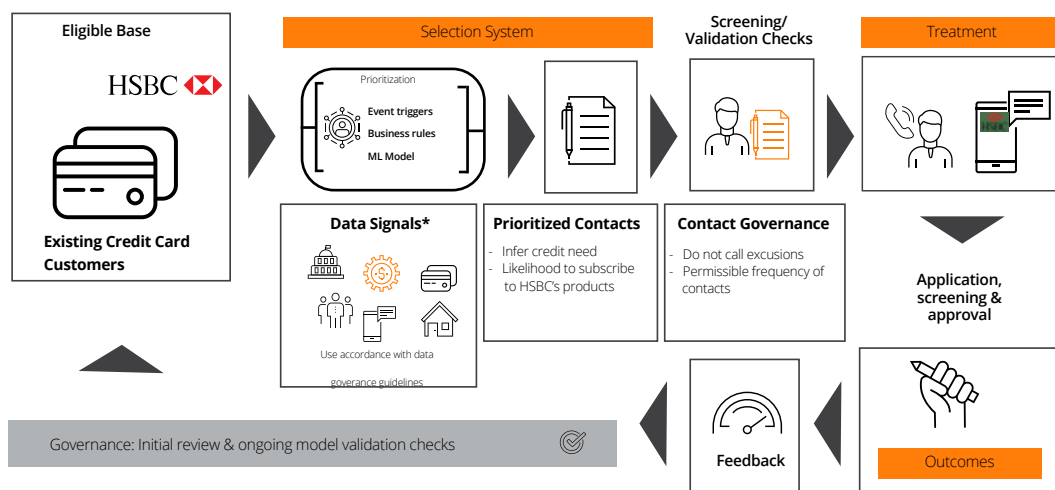 Eligible Base
HSBC
Existing Credit Card
Customers
Selection System
Prioritization
Event triggers
Business rules
ML Model
Screening/
Validation Checks
Treatment
HSBC
Data Signals*
Use accordance with data
goverance guidelines
Prioritized Contacts
- Infer credit need
- Likelihood to subscribe
to HSBC's products
Contact Governance
- Do not call excusions
- Permissible frequency of
contacts
Application,
screening &
approval
Outcomes
Feedback
Governance: Initial review & ongoing model validation checks